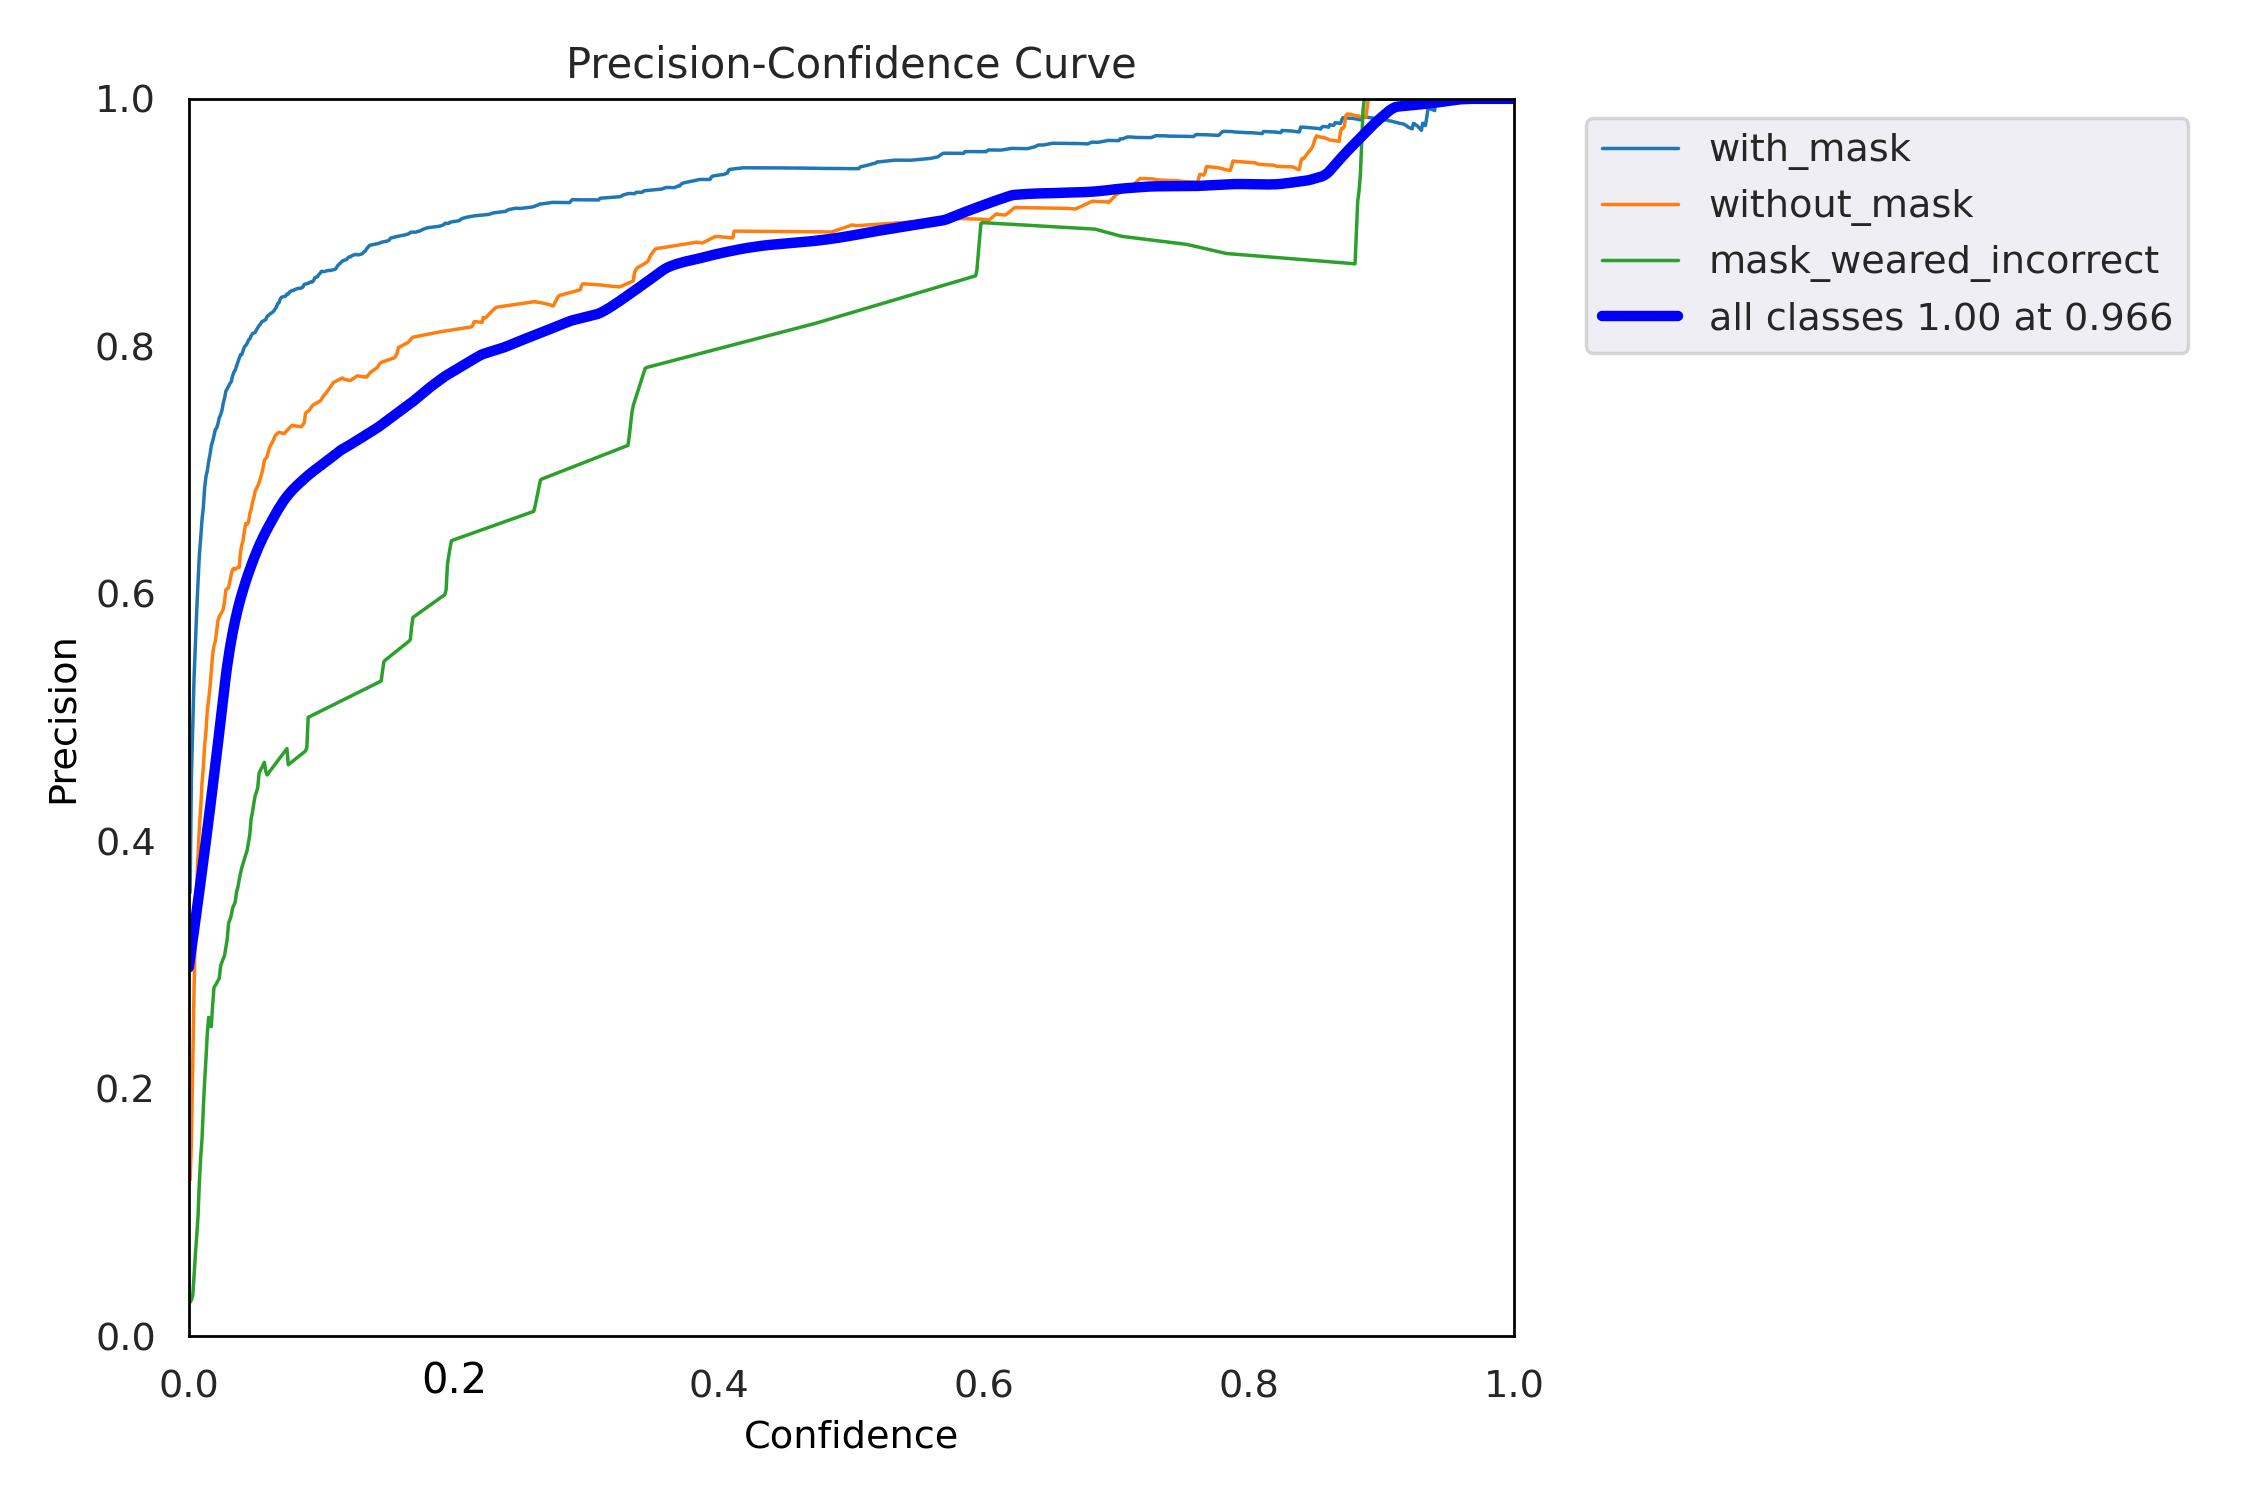 Precision-Confidence Curve
1.0
0.8
0.6
0.4
0.2
0.0
Precision
0.0 0.2 0.4 0.6 0.8 1.0
Confidence
with_mask
without_mask
mask_weared_incorrect
all classes 1.00 at 0.966